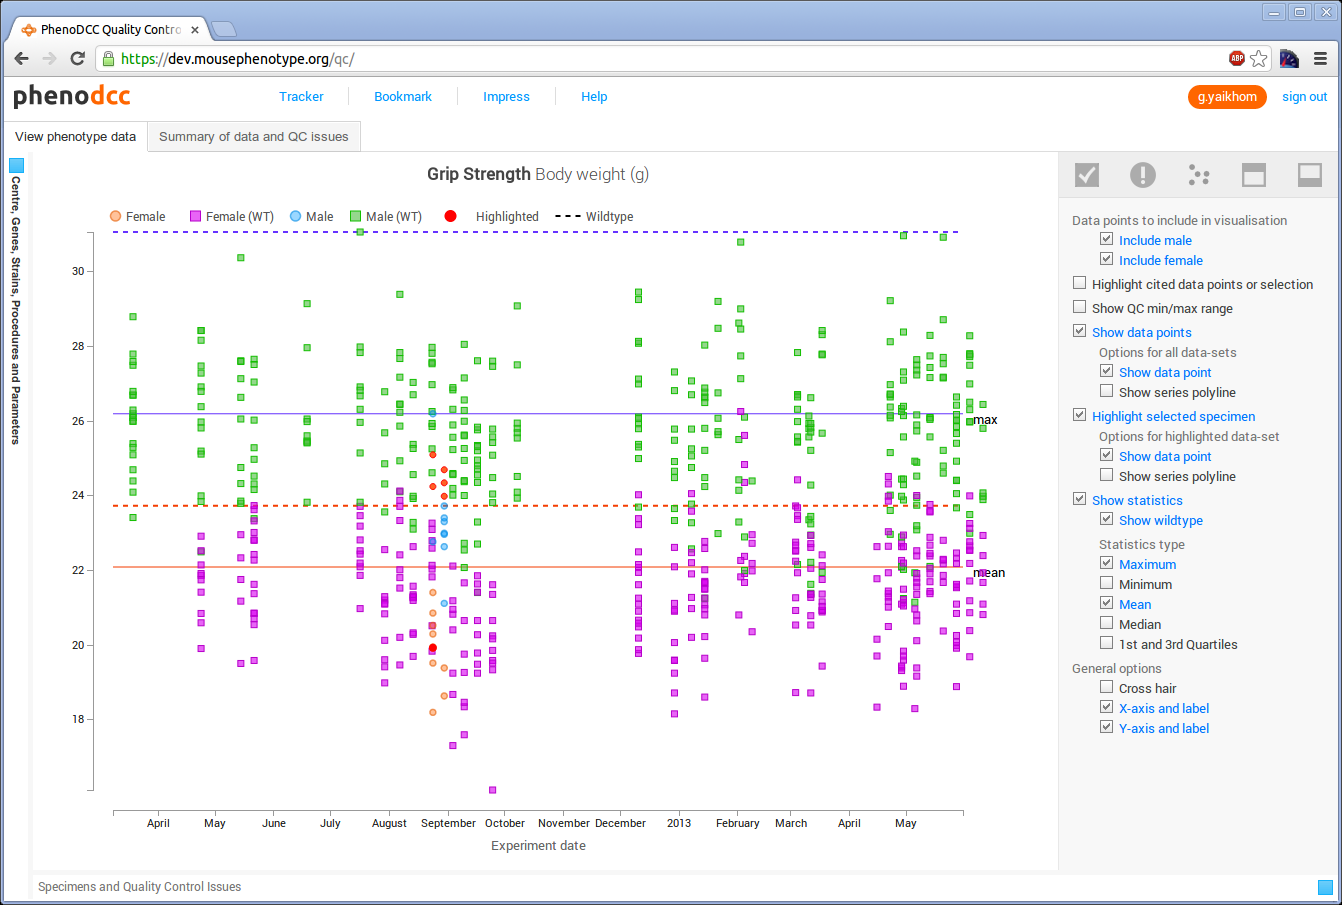 PhenoDCC Quality Contro
https://dev.mousephenotype.org/qc/
ABP
phenodcc
Tracker
Bookmark
Impress
Help
g.yaikhom
sign out
View phenotype data
Summary of data and QC issues
Centre, Genes, Strains, Procedures and Parameters
Grip Strength Body weight (g)
Female
Female (WT)
Male
Male (WT)
Highlighted
Wildtype
30
28
26
24
22
20
18
max
mean
April
May
June
July
August
September
October
November
December
2013
February
March
April
May
Experiment date
Data points to include in visualisation
Include male
Include female
Highlight cited data points or selection
Show QC min/max range
Show data points
Options for all data-sets
Show data point
Show series polyline
Highlight selected specimen
Options for highlighted data-set
Show data point
Show series polyline
Show statistics
Show wildtype
Statistics type
Maximum
Minimum
Mean
Median
1st and 3rd Quartiles
General options
Cross hair
X-axis and label
Y-axis and label
Specimens and Quality Control Issues